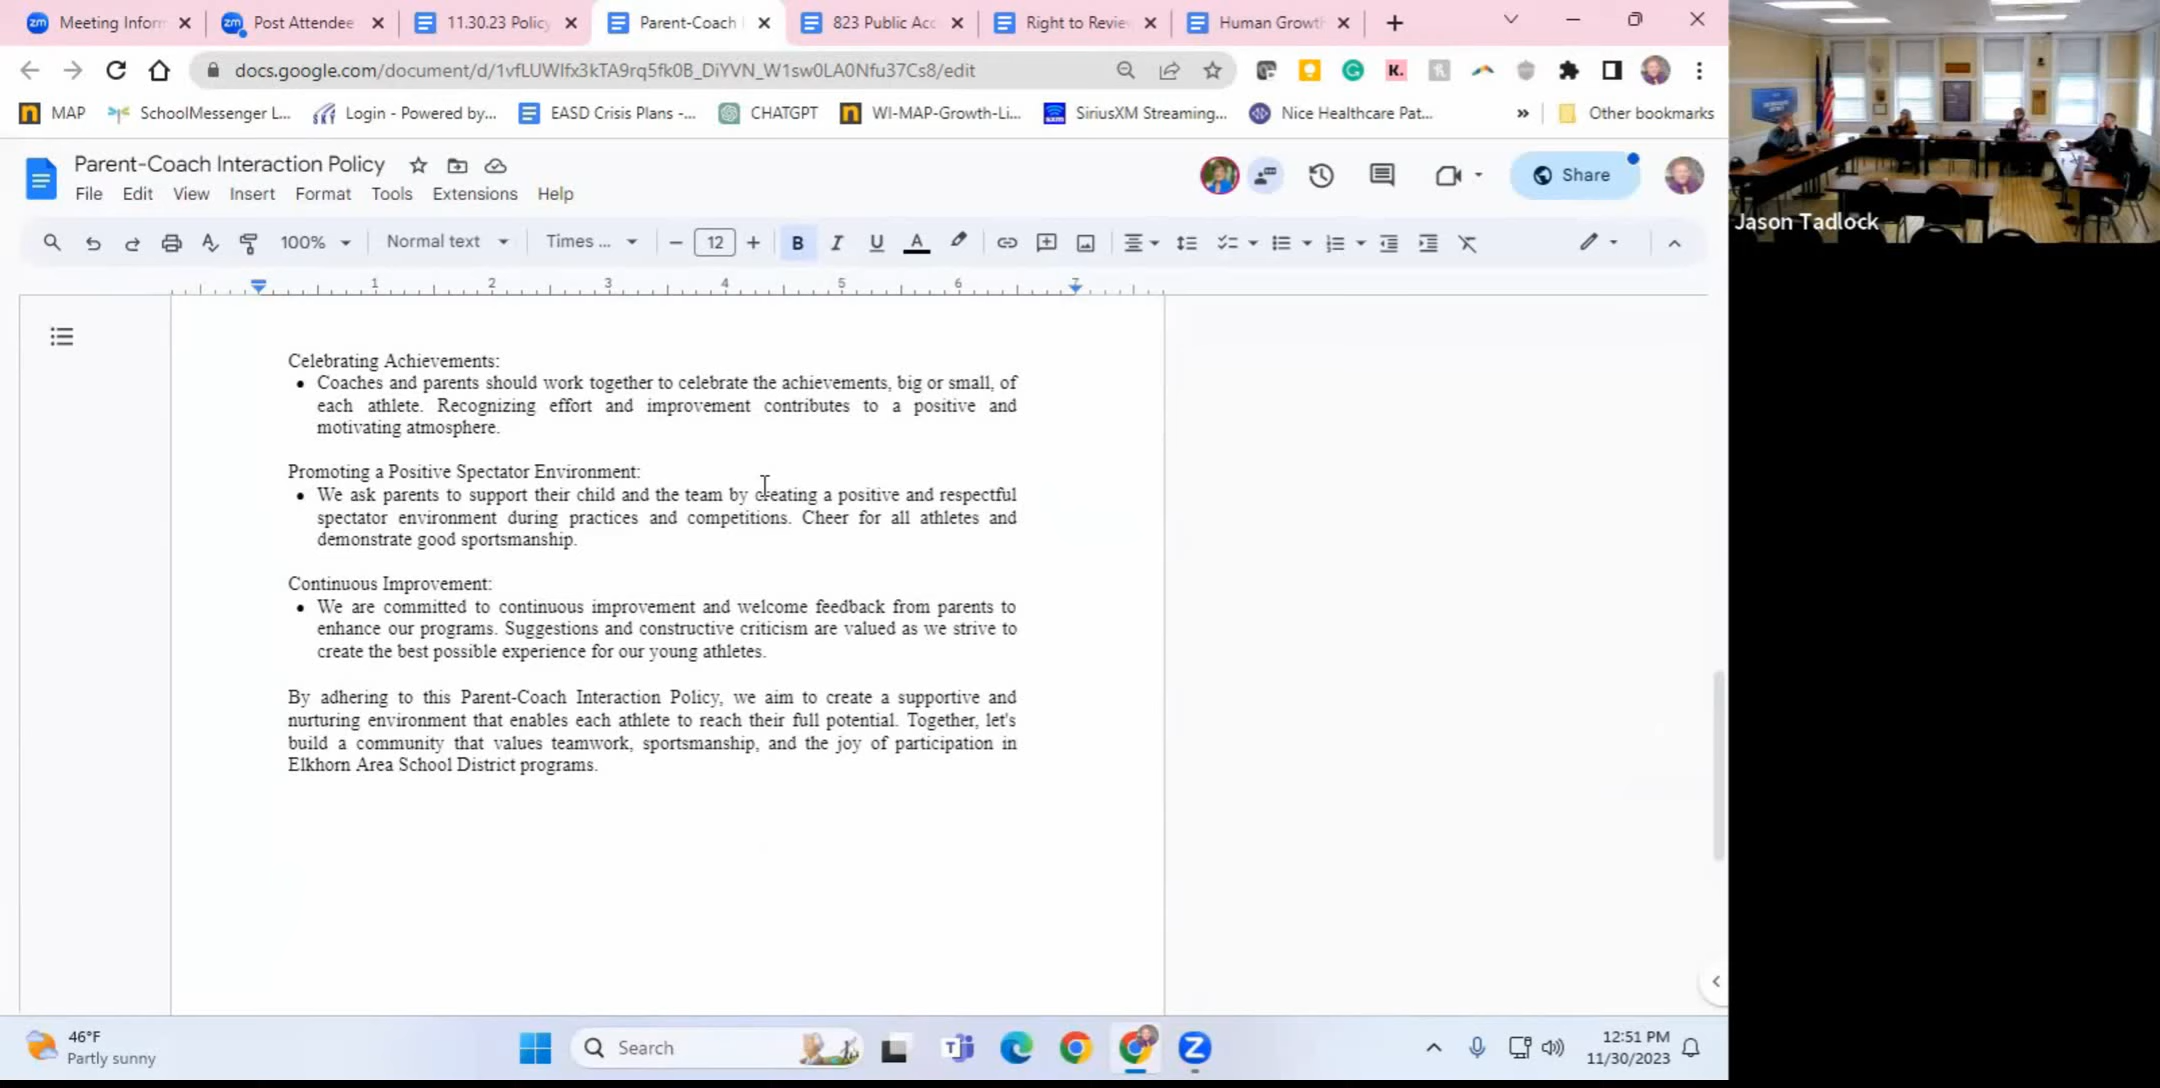 Meeting Inform
Post Attendee
11.30.23 Policy
Parent-Coach
823 Public Acc
Right to Revie
Human Growt
docs.google.com/document/d/1vfLUWlfx3kTA9rq5fk0B_DiYVN_W1sw0LA0Nfu37Cs8/edit
MAP
SchoolMessenger L...
Login - Powered by...
EASD Crisis Plans -...
CHATGPT
WI-MAP-Growth-Li...
SiriusXM Streaming...
Nice Healthcare Pat...
Other bookmarks
Parent-Coach Interaction Policy
File Edit View Insert Format Tools Extensions Help
Share
100% Normal text Times ... 12
1 2 3 4 5 6 7
Celebrating Achievements:
Coaches and parents should work together to celebrate the achievements, big or small, of
each athlete. Recognizing effort and improvement contributes to a positive and
motivating atmosphere.
Promoting a Positive Spectator Environment:
We ask parents to support their child and the team by creating a positive and respectful
spectator environment during practices and competitions. Cheer for all athletes and
demonstrate good sportsmanship.
Continuous Improvement:
We are committed to continuous improvement and welcome feedback from parents to
enhance our programs. Suggestions and constructive criticism are valued as we strive to
create the best possible experience for our young athletes.
By adhering to this Parent-Coach Interaction Policy, we aim to create a supportive and
nurturing environment that enables each athlete to reach their full potential. Together, let's
build a community that values teamwork, sportsmanship, and the joy of participation in
Elkhorn Area School District programs.
Jason Tadlock
46°F
Partly sunny
Search
12:51 PM
11/30/2023